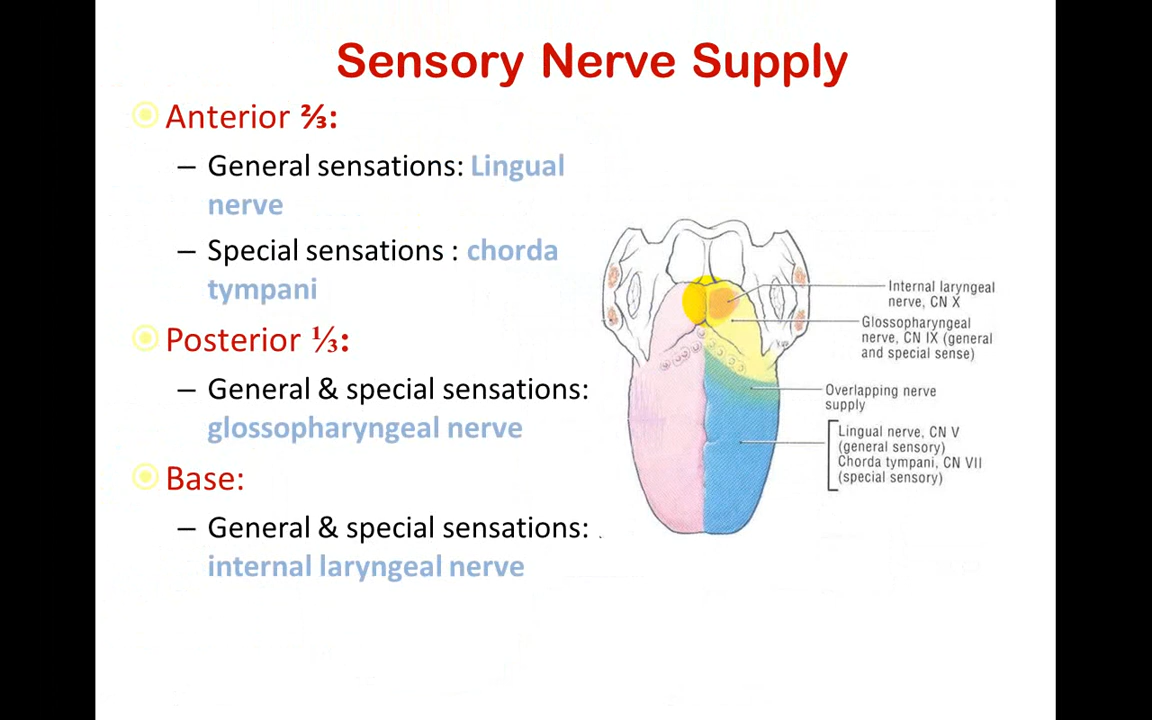 Sensory Nerve Supply
Anterior ⅔:
– General sensations: Lingual
nerve
– Special sensations : chorda
tympani
Posterior ⅓:
– General & special sensations:
glossopharyngeal nerve
Base:
– General & special sensations: .
internal laryngeal nerve
Internal laryngeal
nerve, CN X
Glossopharyngeal
nerve, CN IX (general
and special sense)
Overlapping nerve
supply
Lingual nerve, CN V
(general sensory)
Chorda tympani, CN VII
(special sensory)